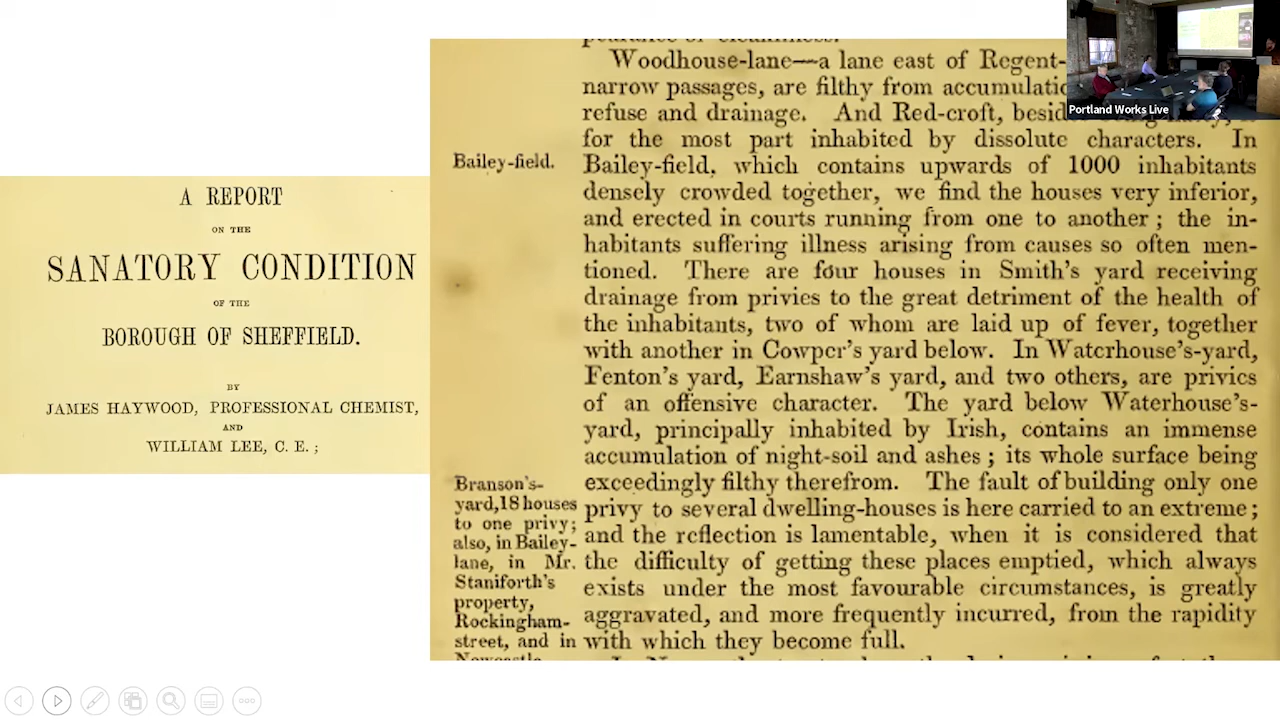 A REPORT
ON THE
SANATORY CONDITION
OF THE
BOROUGH OF SHEFFIELD.
BY
JAMES HAYWOOD, PROFESSIONAL CHEMIST,
AND
WILLIAM LEE, C. E. ;
Woodhouse-lane—a lane east of Regent-
narrow passages, are filthy from
refuse and drainage. And Red-croft,
for the most part inhabited by dissolute characters. In
Bailey-field.
Bailey-field, which contains upwards of 1000 inhabitants
densely crowded together, we find the houses very inferior,
and erected in courts running from one to another ; the in-
habitants suffering illness arising from causes so often men-
tioned. There are four houses in Smith's yard receiving
drainage from privies to the great detriment of the health of
the inhabitants, two of whom are laid up of fever, together
with another in Cowper's yard below. In Waterhouse's-yard,
Fenton's yard, Earnshaw's yard, and two others, are privies
of an offensive character. The yard below Waterhouse's-
yard, principally inhabited by Irish, contains an immense
accumulation of night-soil and ashes ; its whole surface being
exceedingly filthy therefrom. The fault of building only one
privy to several dwelling-houses is here carried to an extreme ;
and the reflection is lamentable, when it is considered that
the difficulty of getting these places emptied, which always
exists under the most favourable circumstances, is greatly
aggravated, and more frequently incurred, from the rapidity
with which they become full.
Branson's-
yard, 18 houses
to one privy ;
also, in Bailey-
lane, in Mr.
Staniforth's
property,
Rockingham-
street, and in
Portland Works Live